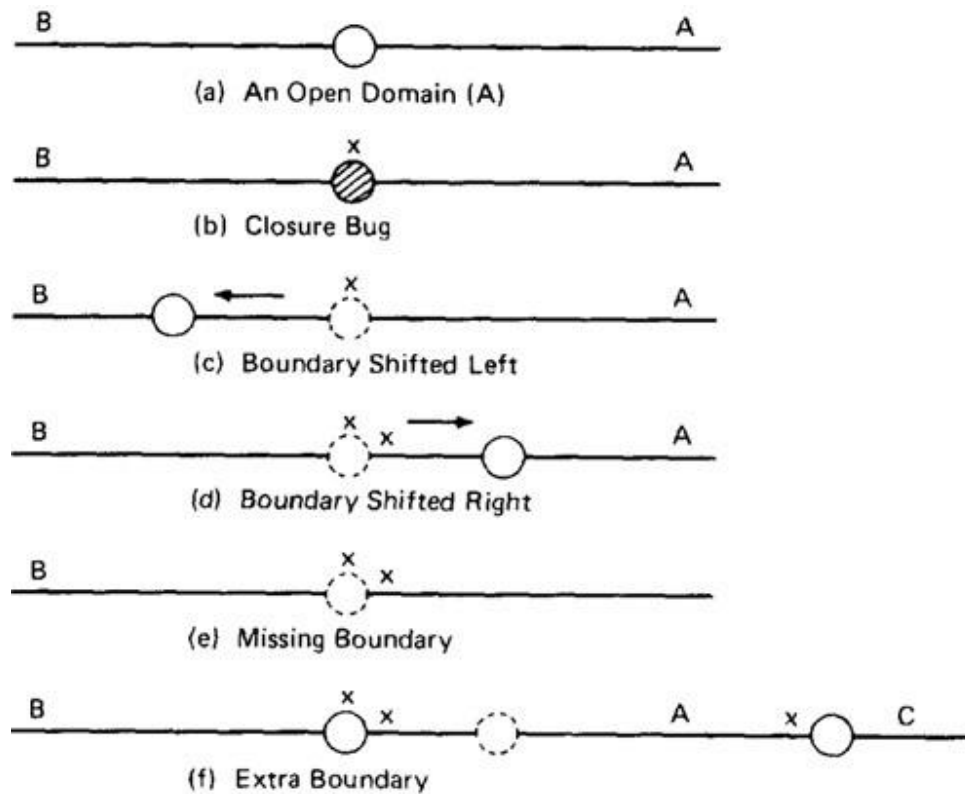 B A
(a) An Open Domain (A)
x
B A
(b) Closure Bug
x
B A
(c) Boundary Shifted Left
x
B x A
(d) Boundary Shifted Right
x
B x
(e) Missing Boundary
x
B x A x C
(f) Extra Boundary